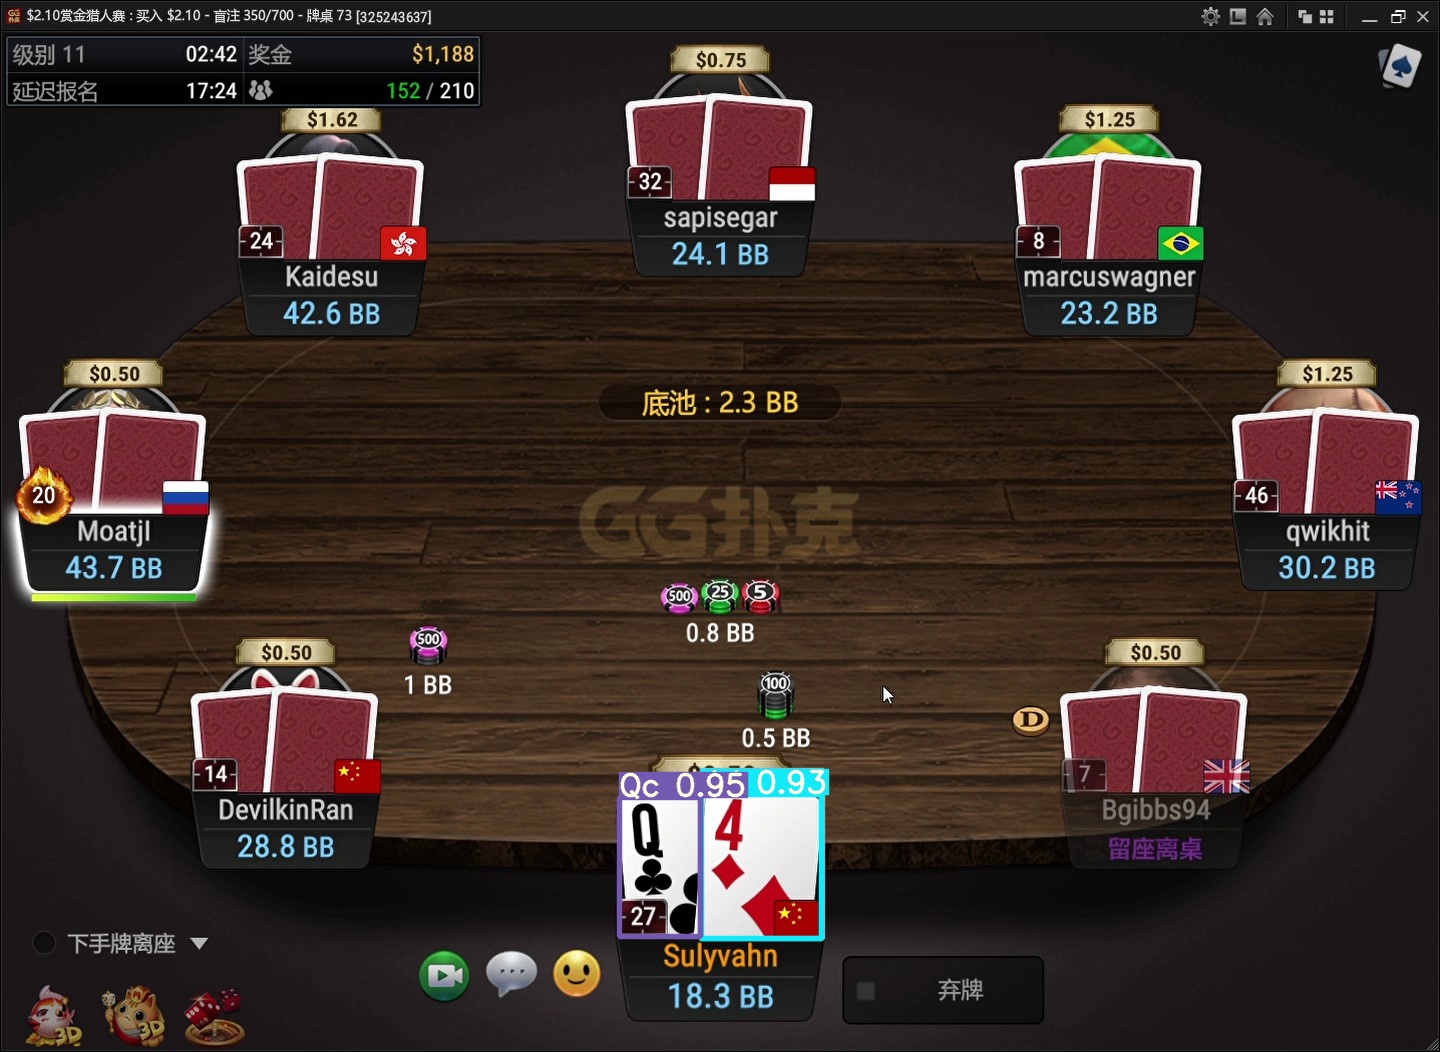 $2.10赏金猎人赛 : 买入 $2.10 - 盲注 350/700 - 牌桌 73 [325243637]
级别 11 02:42 奖金 $1,188
延迟报名 17:24 152 / 210
$0.75
32
sapisegar
24.1 BB
$1.62
24
Kaidesu
42.6 BB
$1.25
8
marcuswagner
23.2 BB
$0.50
20
Moatjl
43.7 BB
底池 : 2.3 BB
$1.25
46
qwikhit
30.2 BB
GG扑克
500 25 5
0.8 BB
500
1 BB
100
0.5 BB
D
$0.50
14
DevilkinRan
28.8 BB
$0.50
7
Bgibbs94
留座离桌
Qc 0.95 0.93
Q 4
27
Sulyvahn
18.3 BB
下手牌离座
弃牌
3D 3D